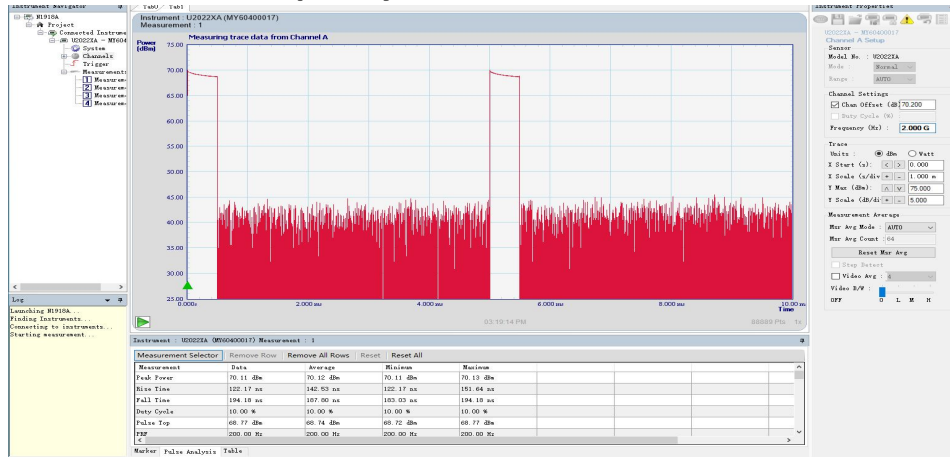 Instrument Navigator
N1918A
Project
Connected Instrume
U2022XA - MY604
System
Channels
Trigger
Measurements
1 Measurem
2 Measurem
3 Measurem
4 Measurem
Log
Launching N1918A...
Finding Instruments...
Connecting to instruments...
Starting measurement...
Tab0 Tab1
Instrument : U2022XA (MY60400017)
Measurement : 1
Power
(dBm)
Measuring trace data from Channel A
75.00
70.00
65.00
60.00
55.00
50.00
45.00
40.00
35.00
30.00
25.00
0.000s 2.000 ms 4.000 ms 6.000 ms 8.000 ms 10.00 ms
Time
03:19:14 PM
Instrument : U2022XA (MY60400017) Measurement : 1
Measurement Selector Remove Row Remove All Rows Reset Reset All
Measurement Data Average Minimum Maximum
Peak Power 70.11 dBm 70.12 dBm 70.11 dBm 70.13 dBm
Rise Time 122.17 ns 142.53 ns 122.17 ns 151.64 ns
Fall Time 194.18 ns 187.60 ns 183.03 ns 194.18 ns
Duty Cycle 10.00 % 10.00 % 10.00 % 10.00 %
Pulse Top 68.77 dBm 68.74 dBm 68.72 dBm 68.77 dBm
PRF 200.00 Hz 200.00 Hz 200.00 Hz 200.00 Hz
Marker Pulse Analysis Table
Instrument Properties
U2022XA - MY60400017
Channel A Setup
Sensor
Model No. : U2022XA
Mode Normal
Range : AUTO
Channel Settings
Chan Offset (dB) 70.200
Duty Cycle (%) :
Frequency (Hz) : 2.000 G
Trace
Units : dBm Watt
X Start (s): < > 0.000
X Scale (s/div + - 1.000 m
Y Max (dBm): 75.000
Y Scale (dB/di + - 5.000
Measurement Average
Msr Avg Mode : AUTO
Msr Avg Count : 64
Reset Msr Avg
Step Detect
Video Avg : 4
Video B/W :
OFF O L M H